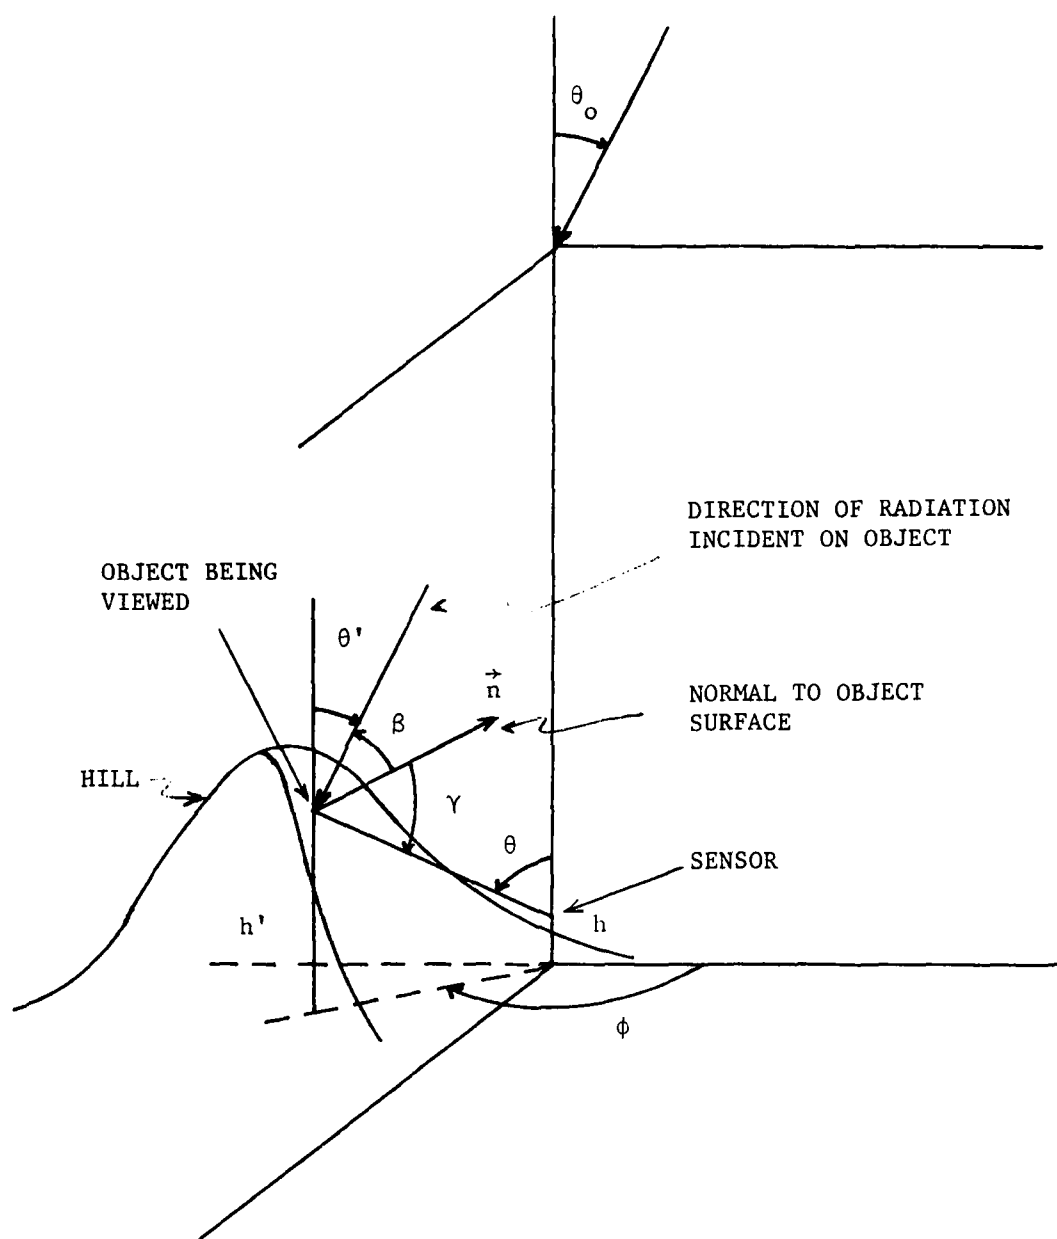 θo
DIRECTION OF RADIATION
INCIDENT ON OBJECT
OBJECT BEING
VIEWED
θ'
n⃗
NORMAL TO OBJECT
SURFACE
β
HILL
γ
θ
SENSOR
h'
h
φ